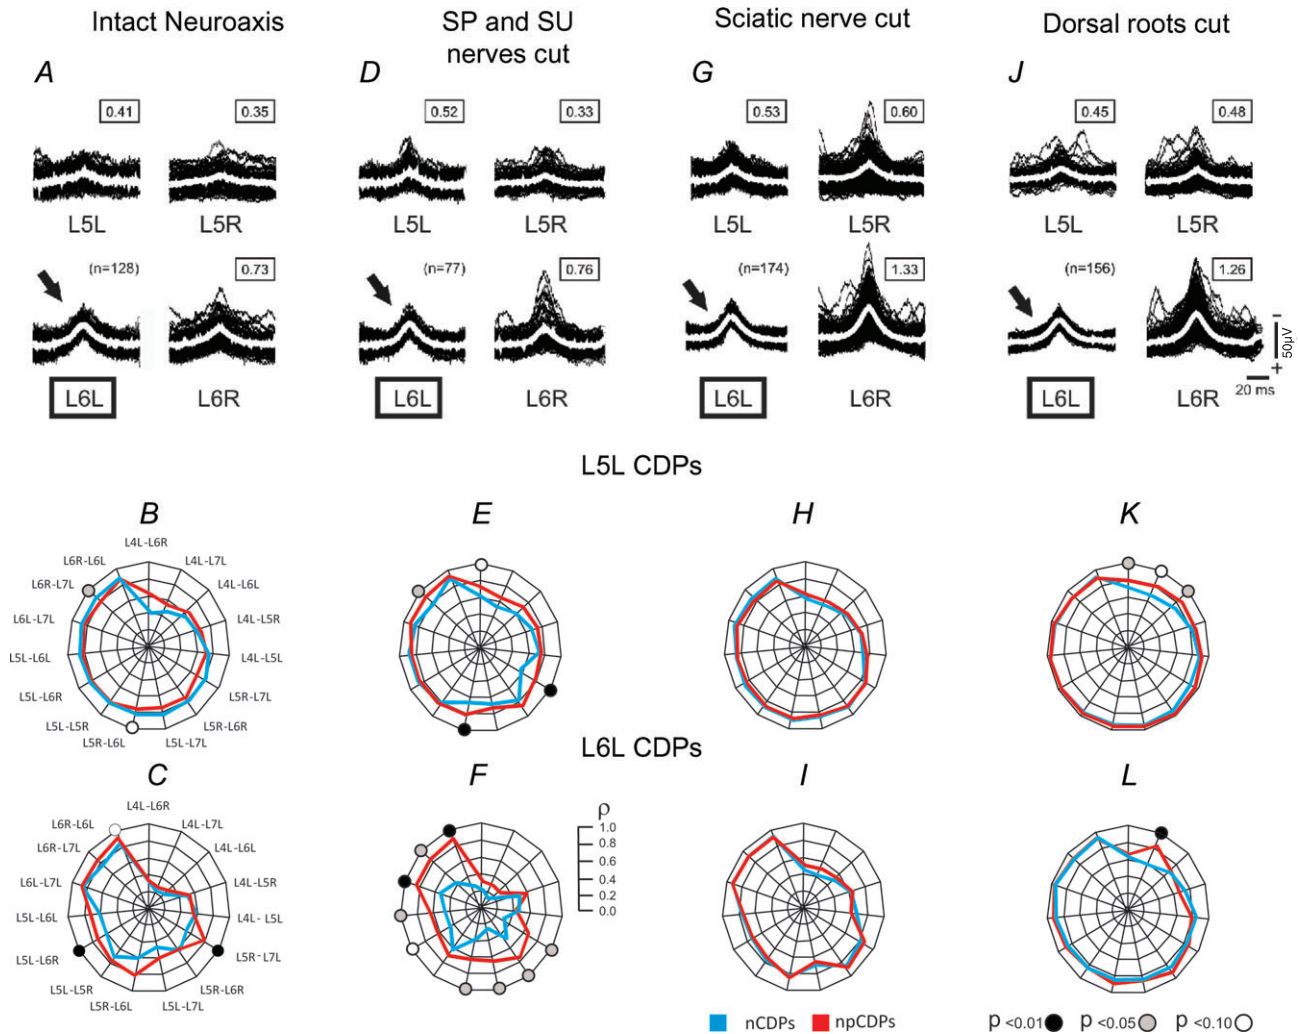 Intact Neuroaxis
SP and SU
nerves cut
Sciatic nerve cut
Dorsal roots cut
A
D
G
J
0.41
0.35
0.52
0.33
0.53
0.60
0.45
0.48
L5L
L5R
L5L
L5R
L5L
L5R
L5L
L5R
(n=128)
0.73
(n=77)
0.76
(n=174)
1.33
(n=156)
1.26
-
50µV
+
20 ms
L6L
L6R
L6L
L6R
L6L
L6R
L6L
L6R
L5L CDPs
B
E
H
K
L4L-L6R
L4L-L7L
L4L-L6L
L4L-L5R
L4L-L5L
L5R-L7L
L5R-L6R
L5L-L7L
L5R-L6L
L5L-L5R
L5L-L6R
L5L-L6L
L6L-L7L
L6R-L7L
L6R-L6L
L6L CDPs
C
F
I
L
L4L-L6R
L4L-L7L
L4L-L6L
L4L-L5R
L4L- L5L
L5R-L7L
L5R-L6R
L5L-L7L
L5R-L6L
L5L-L5R
L5L-L6R
L5L-L6L
L6L-L7L
L6R-L7L
L6R-L6L
ρ
1.0
0.8
0.6
0.4
0.2
0.0
nCDPs
npCDPs
p <0.01
p <0.05
p <0.10